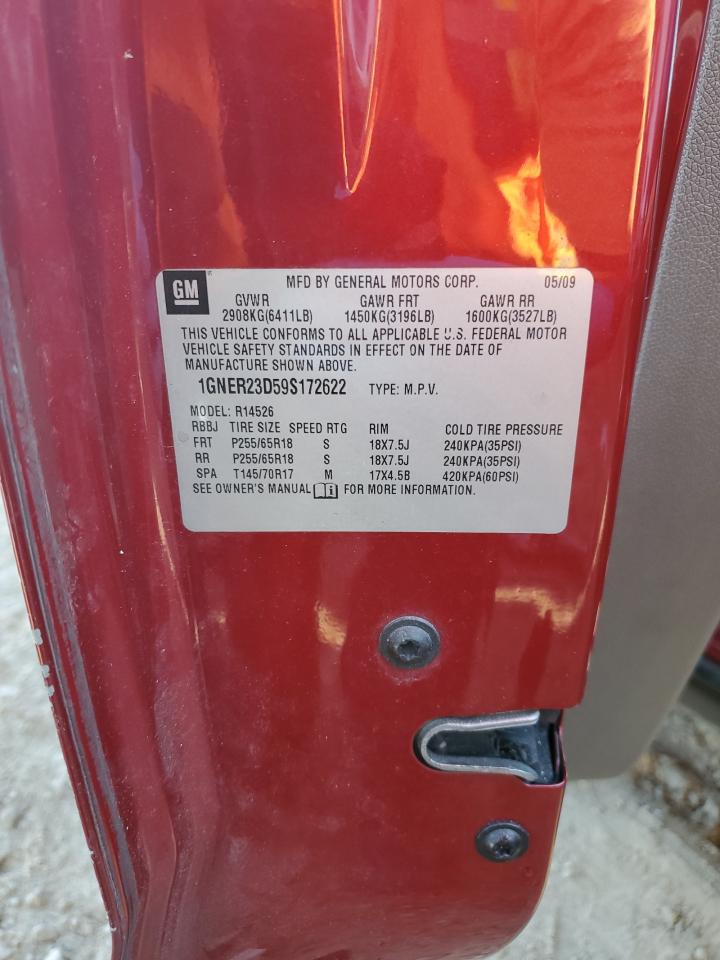 GM MFD BY GENERAL MOTORS CORP. 05/09
GVWR GAWR FRT GAWR RR
2908KG(6411LB) 1450KG(3196LB) 1600KG(3527LB)
THIS VEHICLE CONFORMS TO ALL APPLICABLE U.S. FEDERAL MOTOR
VEHICLE SAFETY STANDARDS IN EFFECT ON THE DATE OF
MANUFACTURE SHOWN ABOVE.
1GNER23D59S172622 TYPE: M.P.V.
MODEL: R14526
RBBJ TIRE SIZE SPEED RTG RIM COLD TIRE PRESSURE
FRT P255/65R18 S 18X7.5J 240KPA(35PSI)
RR P255/65R18 S 18X7.5J 240KPA(35PSI)
SPA T145/70R17 M 17X4.5B 420KPA(60PSI)
SEE OWNER'S MANUAL i FOR MORE INFORMATION.